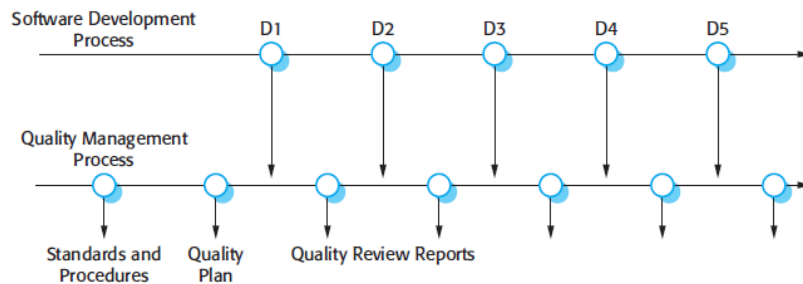 Software Development
Process
D1
D2
D3
D4
D5
Quality Management
Process
Standards and
Procedures
Quality
Plan
Quality Review Reports